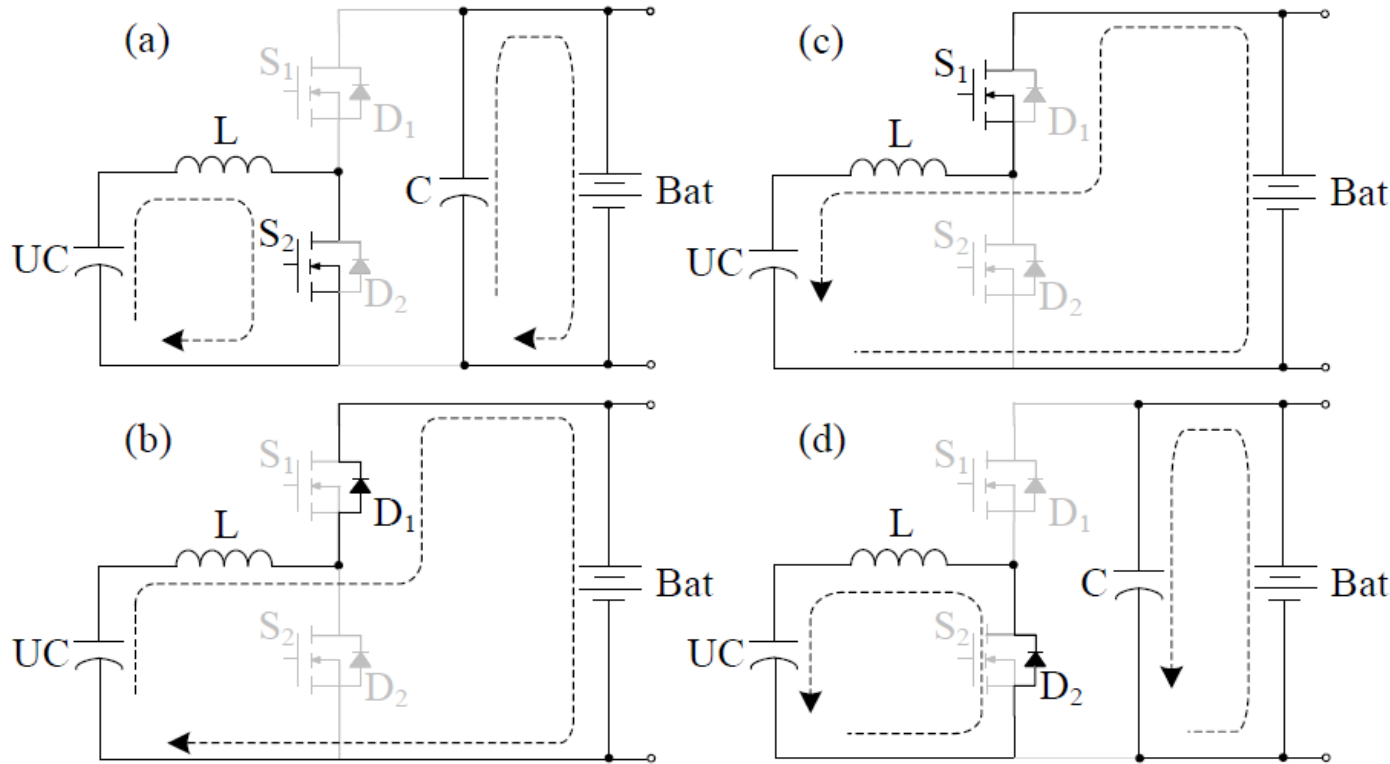 (a)
S₁
D₁
L
C
Bat
UC
S₂
D₂
(c)
S₁
D₁
L
Bat
UC
S₂
D₂
(b)
S₁
D₁
L
Bat
UC
S₂
D₂
(d)
S₁
D₁
L
C
Bat
UC
S₂
D₂